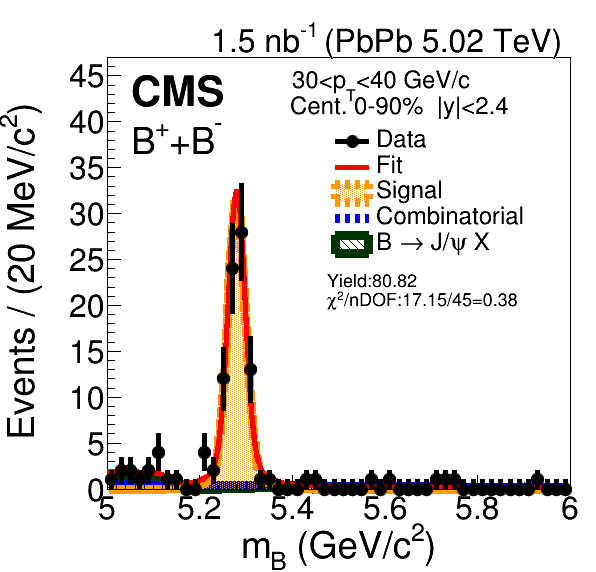 1.5 nb⁻¹ (PbPb 5.02 TeV)
CMS
B⁺+B⁻
30<p_T<40 GeV/c
Cent. 0-90% |y|<2.4
Data
Fit
Signal
Combinatorial
B → J/ψ X
Yield:80.82
χ²/nDOF:17.15/45=0.38
Events / (20 MeV/c²)
45
40
35
30
25
20
15
10
5
0
5 5.2 5.4 5.6 5.8 6
m_B (GeV/c²)